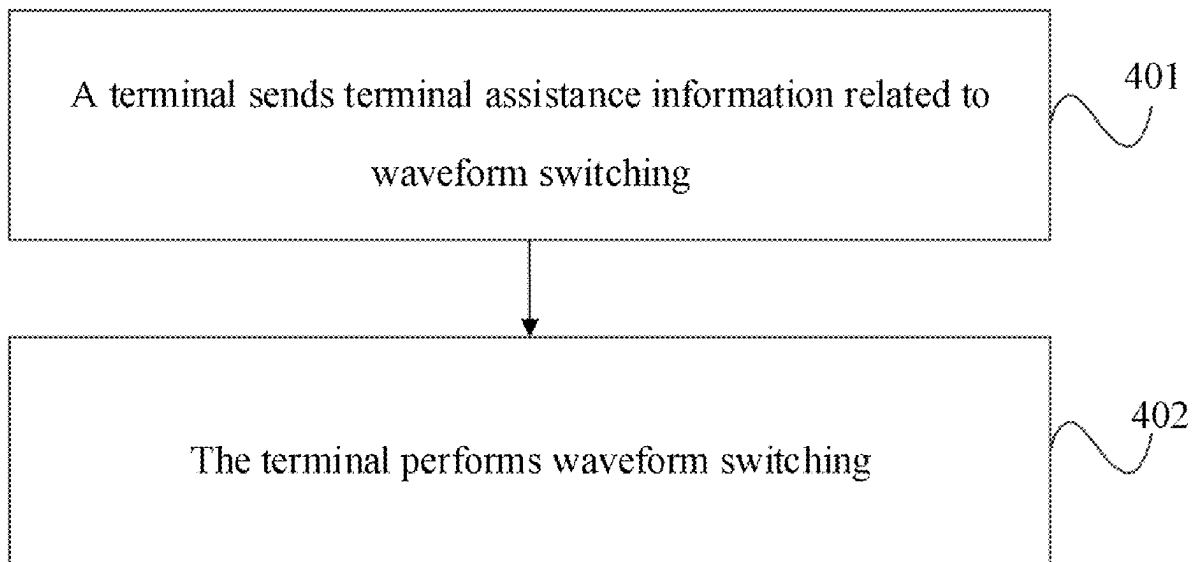 A terminal sends terminal assistance information related to
waveform switching
401
The terminal performs waveform switching
402